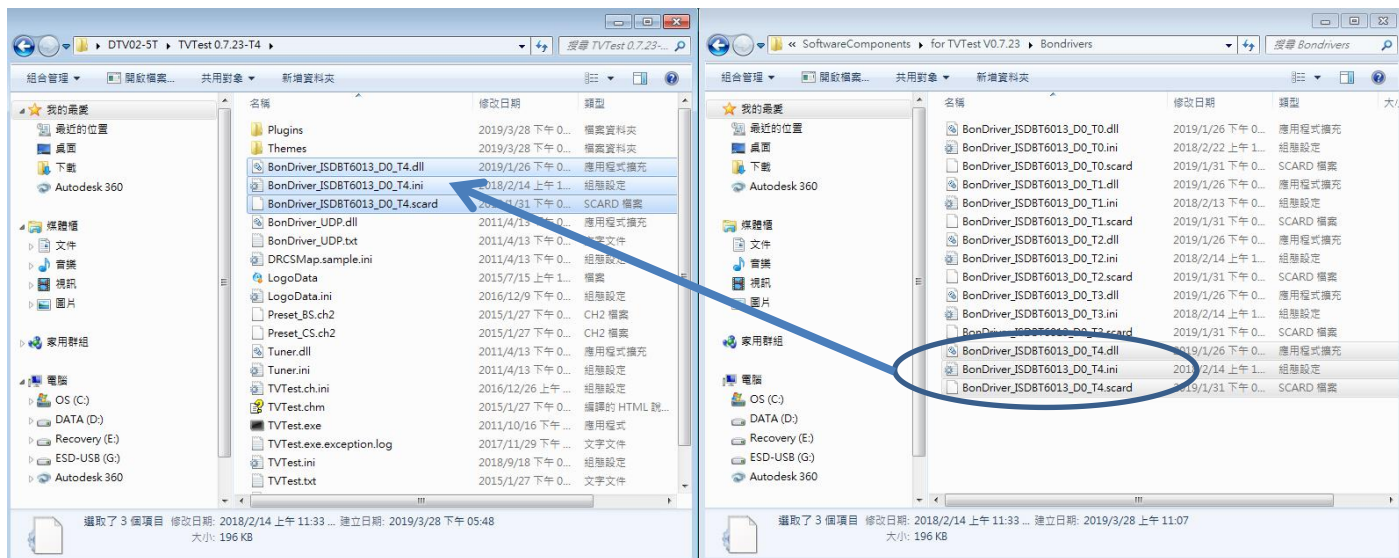 DTV02-5T ▸ TVTest 0.7.23-T4 ▸
搜尋 TVTest 0.7.23-...
組合管理 開啟檔案... 共用對象 新增資料夾
名稱 修改日期 類型
我的最愛
最近的位置
桌面
下載
Autodesk 360
媒體櫃
文件
音樂
視訊
圖片
家用群組
電腦
OS (C:)
DATA (D:)
Recovery (E:)
ESD-USB (G:)
Autodesk 360
Plugins 2019/3/28 下午 0... 檔案資料夾
Themes 2019/3/28 下午 0... 檔案資料夾
BonDriver_ISDBT6013_D0_T4.dll 2019/1/26 下午 0... 應用程式擴充
BonDriver_ISDBT6013_D0_T4.ini 2018/2/14 上午 1... 組態設定
BonDriver_ISDBT6013_D0_T4.scard /1/31 下午 0... SCARD 檔案
BonDriver_UDP.dll 2011/4/13 下午 0... 應用程式擴充
BonDriver_UDP.txt 2011/4/13 下午 0... 文字文件
DRCSMap.sample.ini 2011/4/13 下午 0... 組態設定
LogoData 2015/7/15 上午 1... 檔案
LogoData.ini 2016/12/9 下午 0... 組態設定
Preset_BS.ch2 2015/1/27 下午 0... CH2 檔案
Preset_CS.ch2 2015/1/27 下午 0... CH2 檔案
Tuner.dll 2011/4/13 下午 0... 應用程式擴充
Tuner.ini 2011/4/13 下午 0... 組態設定
TVTest.ch.ini 2016/12/26 上午 ... 組態設定
TVTest.chm 2015/1/27 下午 0... 編譯的 HTML 說...
TVTest.exe 2011/10/16 下午 ... 應用程式
TVTest.exe.exception.log 2017/11/29 下午 ... 文字文件
TVTest.ini 2018/9/18 下午 0... 組態設定
TVTest.txt 2015/1/27 下午 0... 文字文件
選取了 3 個項目 修改日期: 2018/2/14 上午 11:33 ... 建立日期: 2019/3/28 下午 05:48
大小: 196 KB
« SoftwareComponents ▸ for TVTest V0.7.23 ▸ Bondrivers
搜尋 Bondrivers
組合管理 開啟檔案... 共用對象 新增資料夾
名稱 修改日期 類型 大
我的最愛
最近的位置
桌面
下載
Autodesk 360
媒體櫃
文件
音樂
視訊
圖片
家用群組
電腦
OS (C:)
DATA (D:)
Recovery (E:)
ESD-USB (G:)
Autodesk 360
BonDriver_ISDBT6013_D0_T0.dll 2019/1/26 下午 0... 應用程式擴充
BonDriver_ISDBT6013_D0_T0.ini 2018/2/22 上午 1... 組態設定
BonDriver_ISDBT6013_D0_T0.scard 2019/1/31 下午 0... SCARD 檔案
BonDriver_ISDBT6013_D0_T1.dll 2019/1/26 下午 0... 應用程式擴充
BonDriver_ISDBT6013_D0_T1.ini 2018/2/13 下午 0... 組態設定
BonDriver_ISDBT6013_D0_T1.scard 2019/1/31 下午 0... SCARD 檔案
BonDriver_ISDBT6013_D0_T2.dll 2019/1/26 下午 0... 應用程式擴充
BonDriver_ISDBT6013_D0_T2.ini 2018/2/14 上午 1... 組態設定
BonDriver_ISDBT6013_D0_T2.scard 2019/1/31 下午 0... SCARD 檔案
BonDriver_ISDBT6013_D0_T3.dll 2019/1/26 下午 0... 應用程式擴充
BonDriver_ISDBT6013_D0_T3.ini 2018/2/14 上午 1... 組態設定
BonDriver_ISDBT6013_D0_T3.scard 2019/1/31 下午 0... SCARD 檔案
BonDriver_ISDBT6013_D0_T4.dll 2019/1/26 下午 0... 應用程式擴充
BonDriver_ISDBT6013_D0_T4.ini 2018/2/14 上午 1... 組態設定
BonDriver_ISDBT6013_D0_T4.scard 2019/1/31 下午 0... SCARD 檔案
選取了 3 個項目 修改日期: 2018/2/14 上午 11:33 ... 建立日期: 2019/3/28 上午 11:07
大小: 196 KB